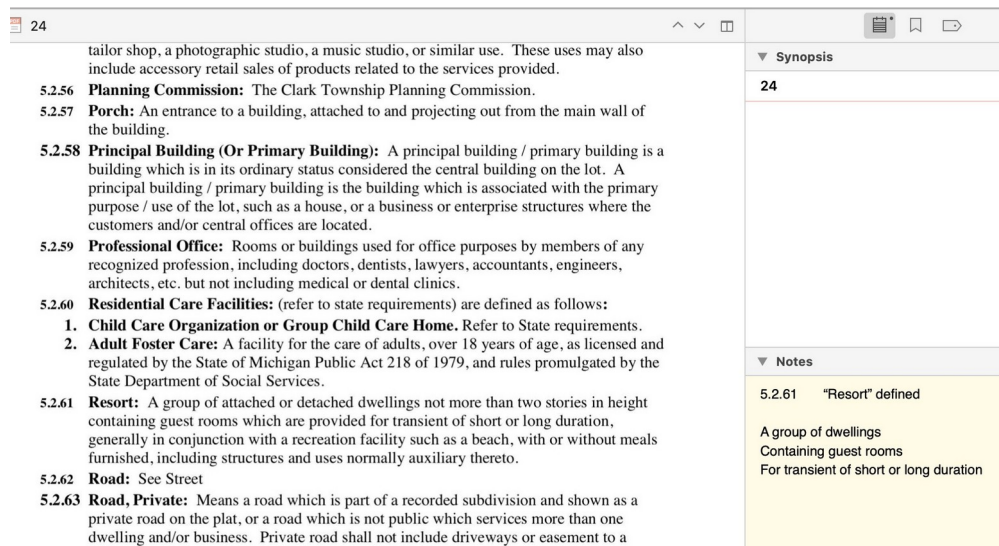 24
tailor shop, a photographic studio, a music studio, or similar use. These uses may also
include accessory retail sales of products related to the services provided.
5.2.56 Planning Commission: The Clark Township Planning Commission.
5.2.57 Porch: An entrance to a building, attached to and projecting out from the main wall of
the building.
5.2.58 Principal Building (Or Primary Building): A principal building / primary building is a
building which is in its ordinary status considered the central building on the lot. A
principal building / primary building is the building which is associated with the primary
purpose / use of the lot, such as a house, or a business or enterprise structures where the
customers and/or central offices are located.
5.2.59 Professional Office: Rooms or buildings used for office purposes by members of any
recognized profession, including doctors, dentists, lawyers, accountants, engineers,
architects, etc. but not including medical or dental clinics.
5.2.60 Residential Care Facilities: (refer to state requirements) are defined as follows:
1. Child Care Organization or Group Child Care Home. Refer to State requirements.
2. Adult Foster Care: A facility for the care of adults, over 18 years of age, as licensed and
regulated by the State of Michigan Public Act 218 of 1979, and rules promulgated by the
State Department of Social Services.
5.2.61 Resort: A group of attached or detached dwellings not more than two stories in height
containing guest rooms which are provided for transient of short or long duration,
generally in conjunction with a recreation facility such as a beach, with or without meals
furnished, including structures and uses normally auxiliary thereto.
5.2.62 Road: See Street
5.2.63 Road, Private: Means a road which is part of a recorded subdivision and shown as a
private road on the plat, or a road which is not public which services more than one
dwelling and/or business. Private road shall not include driveways or easement to a
Synopsis
24
Notes
5.2.61 “Resort” defined
A group of dwellings
Containing guest rooms
For transient of short or long duration